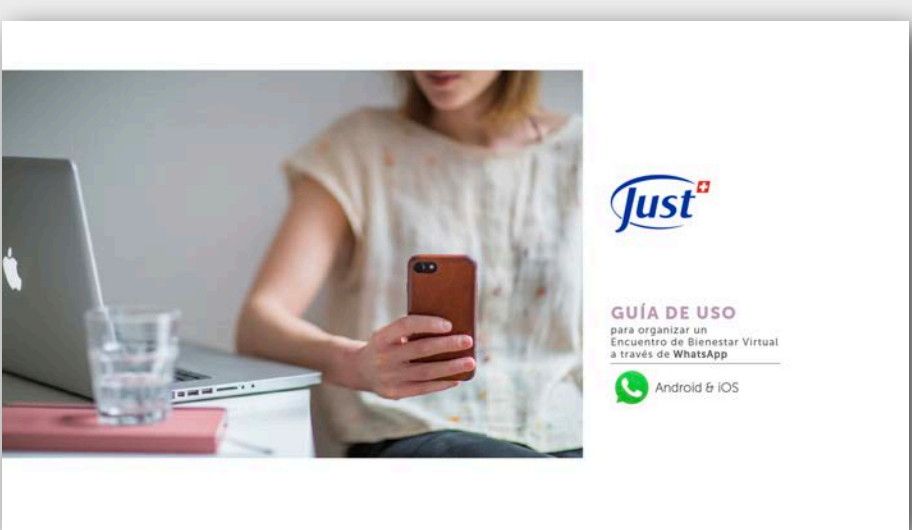 Just
GUÍA DE USO
para organizar un
Encuentro de Bienestar Virtual
a través de WhatsApp
Android & iOS